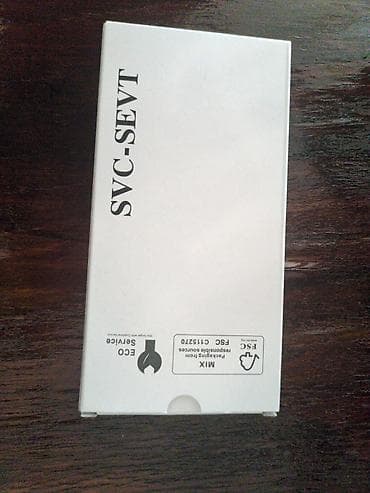 SVC-SEVT
ECO
Service
MIX
Packaging from
responsible sources
FSC C115270
FSC